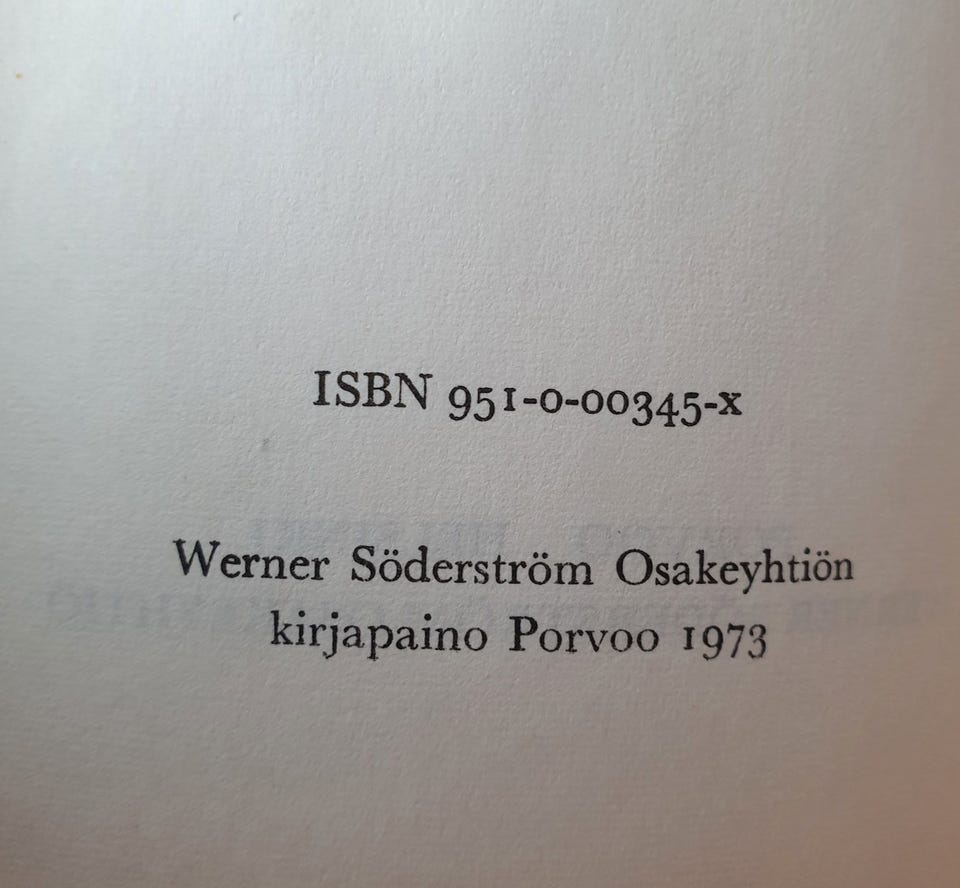 ISBN 951-0-00345-x
Werner Söderström Osakeyhtiön
kirjapaino Porvoo 1973